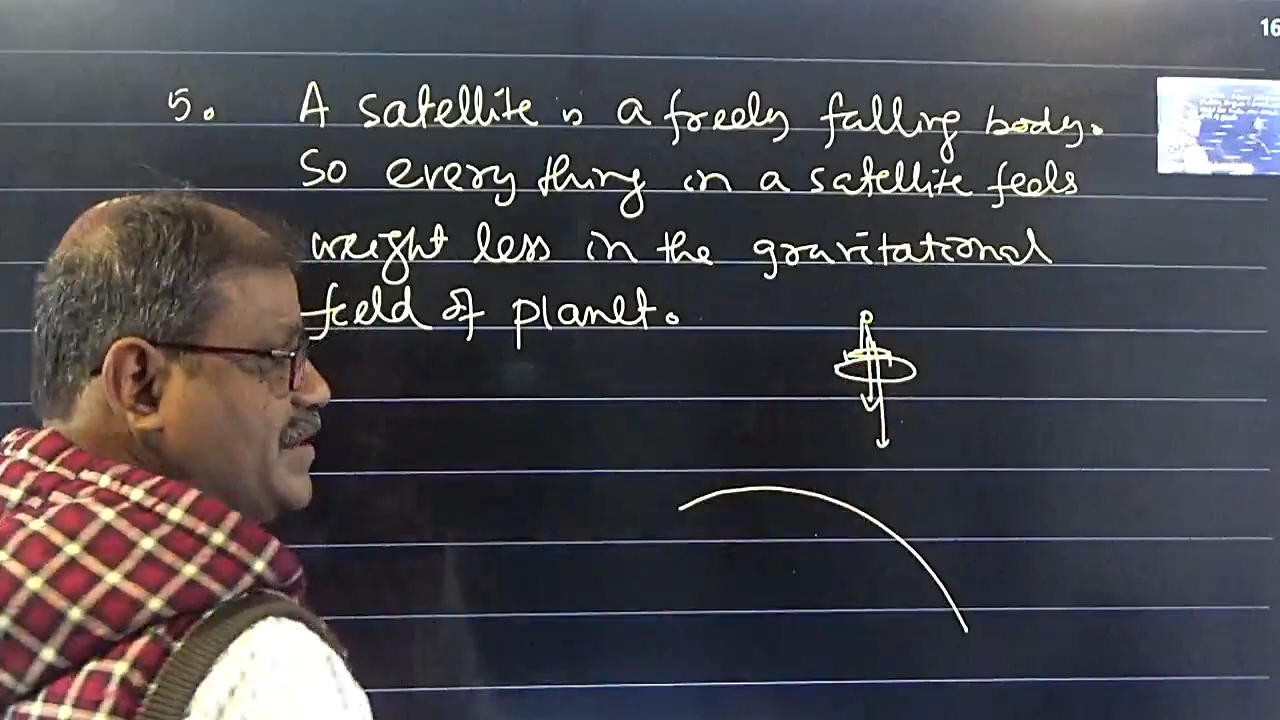 16
5. A satellite is a freely falling body.
So every thing in a satellite feels
weight less in the gravitational
field of planet.